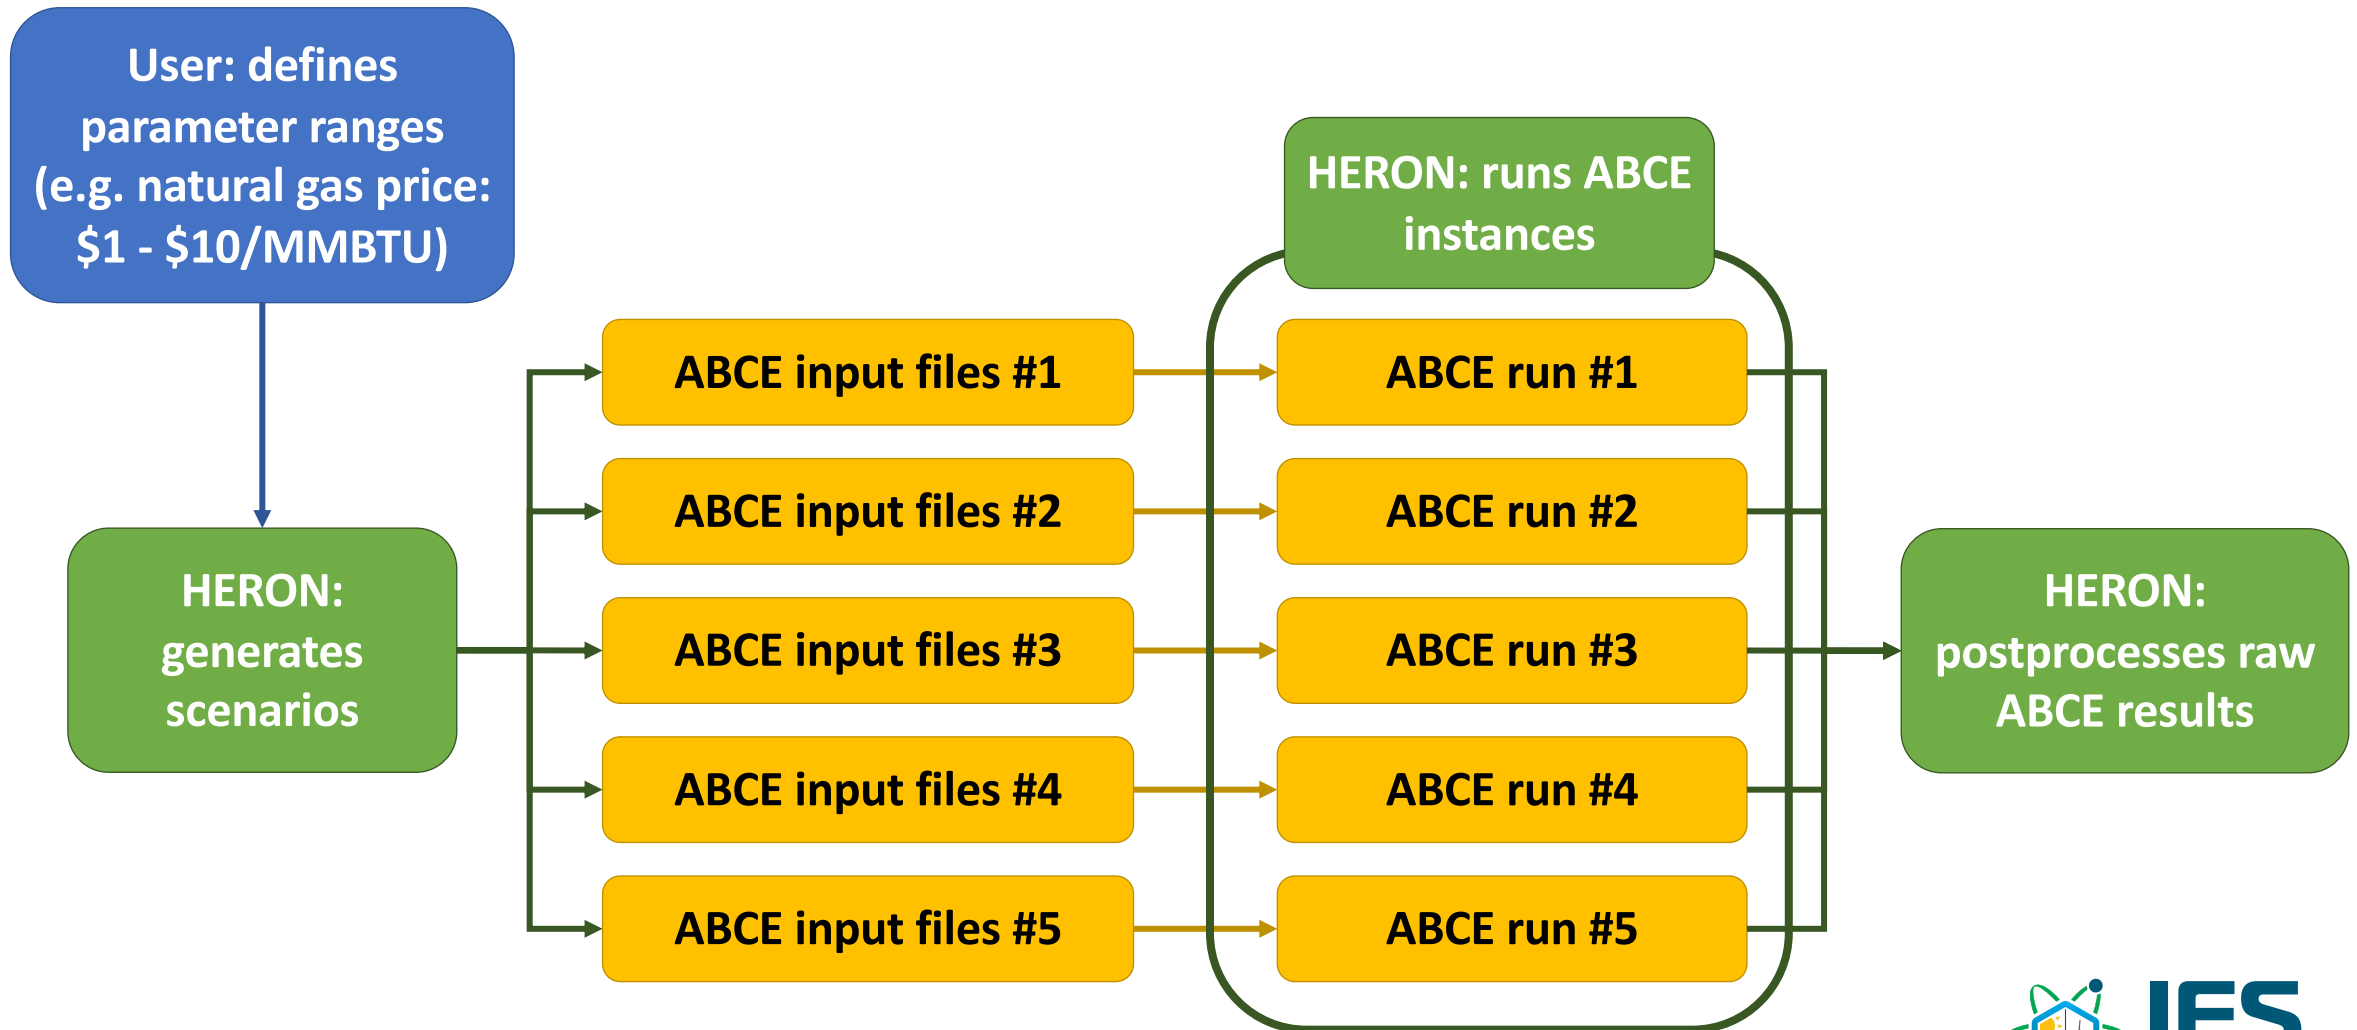 User: defines
parameter ranges
(e.g. natural gas price:
$1 - $10/MMBTU)
HERON: runs ABCE
instances
ABCE input files #1
ABCE run #1
ABCE input files #2
ABCE run #2
HERON:
generates
scenarios
ABCE input files #3
ABCE run #3
HERON:
postprocesses raw
ABCE results
ABCE input files #4
ABCE run #4
ABCE input files #5
ABCE run #5
IES